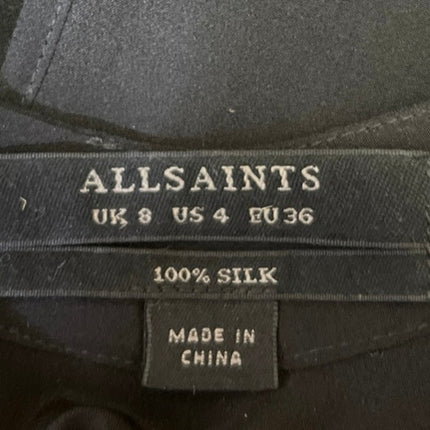 ALLSAINTS
UK 8 US 4 EU 36
100% SILK
MADE IN
CHINA